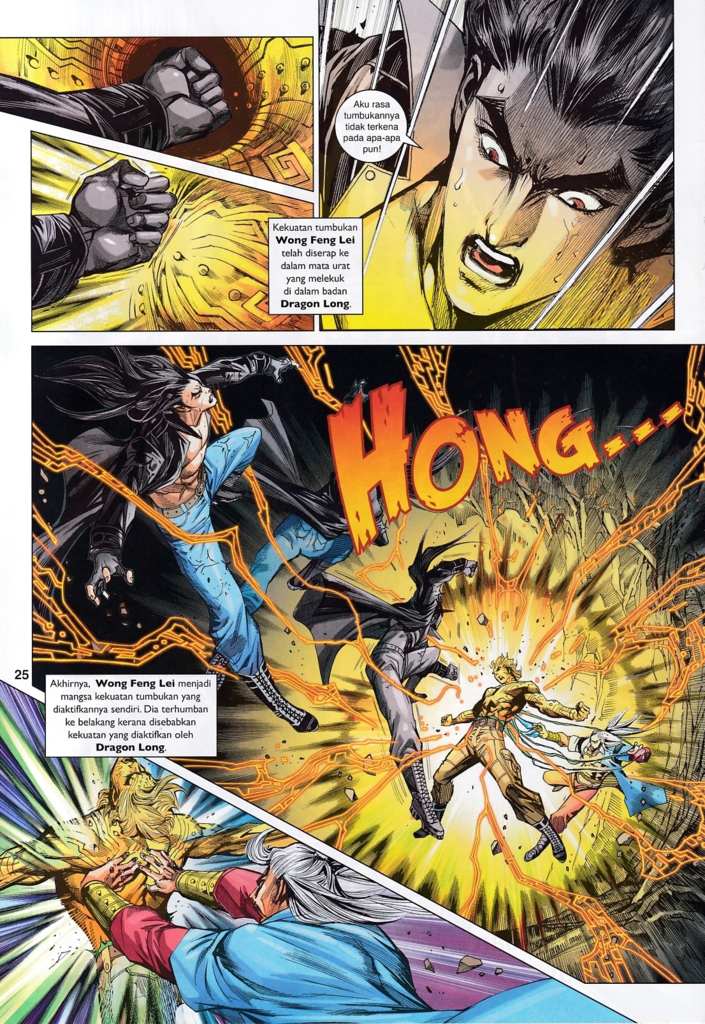 Aku rasa
tumbukannya
tidak terkena
pada apa-apa
pun!
Kekuatan tumbukan
Wong Feng Lei
telah diserap ke
dalam mata urat
yang melekuk
di dalam badan
Dragon Long.
HONG...
25
Akhirnya, Wong Feng Lei menjadi
mangsa kekuatan tumbukan yang
diaktifkannya sendiri. Dia terhumban
ke belakang kerana disebabkan
kekuatan yang diaktifkan oleh
Dragon Long.